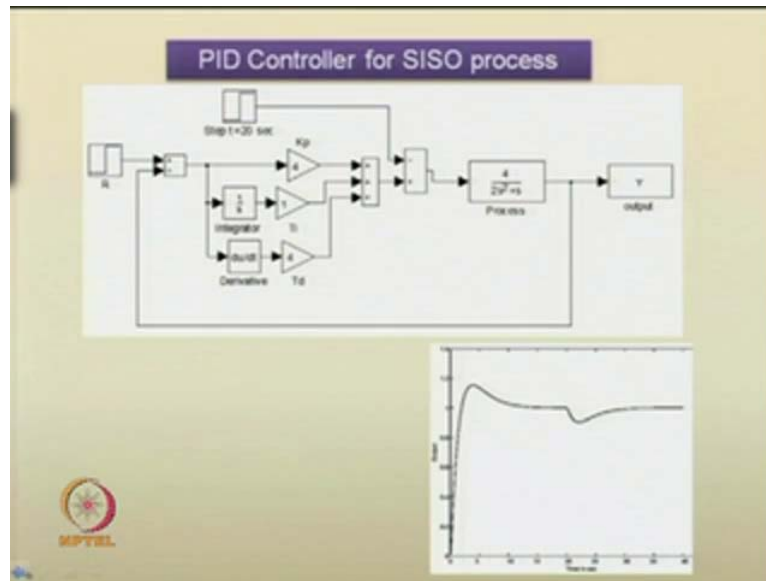 PID Controller for SISO process
Step t=20 sec
Kp
4
R
1
s
Integrator
1
Ti
du/dt
Derivative
4
Td
4
Process
Y
output
NPTEL